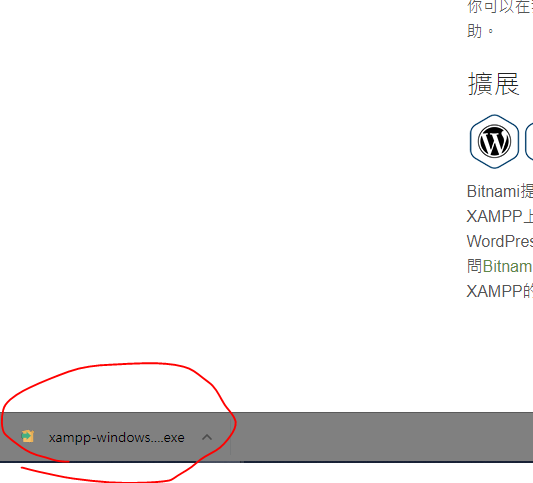 你可以在
助。
擴展
Bitnami提
XAMPP上
WordPres
問Bitnam
XAMPP的
xampp-windows....exe